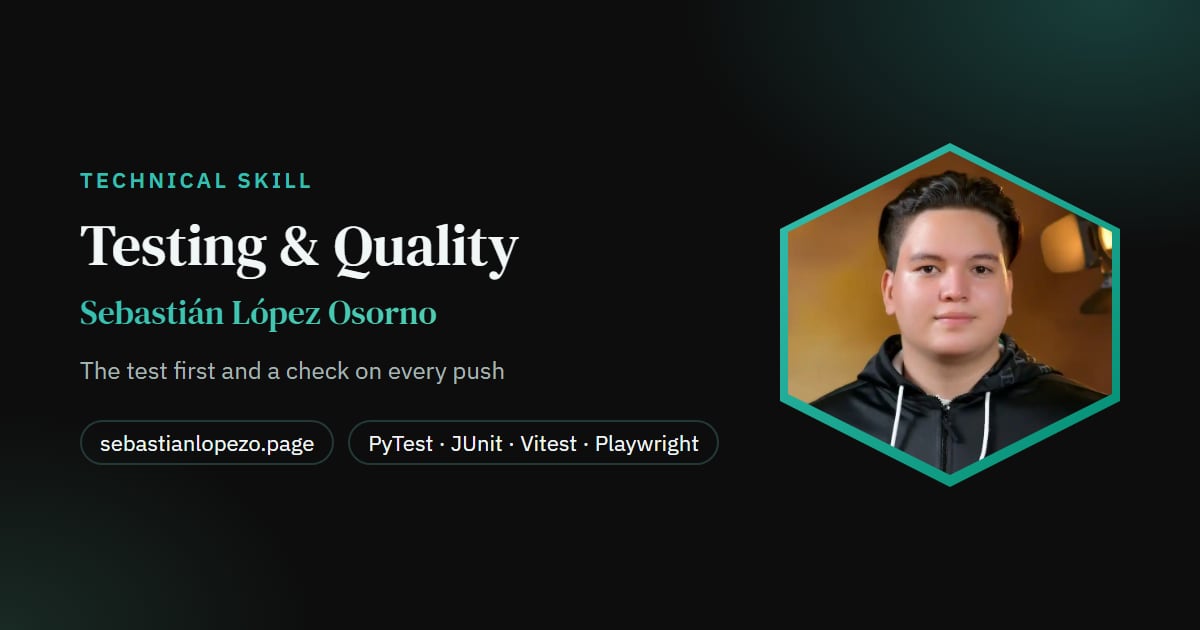 TECHNICAL SKILL
Testing & Quality
Sebastián López Osorno
The test first and a check on every push
sebastianlopezo.page
PyTest · JUnit · Vitest · Playwright